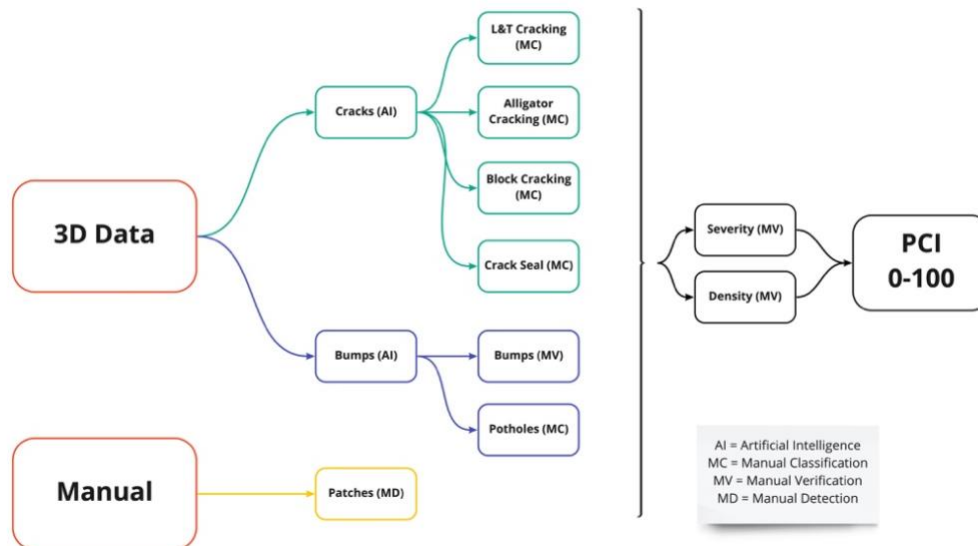 L&T Cracking
(MC)
Cracks (AI)
Alligator
Cracking (MC)
Block Cracking
(MC)
3D Data
Crack Seal (MC)
Severity (MV)
Density (MV)
PCI
0-100
Bumps (AI)
Bumps (MV)
Potholes (MC)
Manual
Patches (MD)
AI = Artificial Intelligence
MC = Manual Classification
MV = Manual Verification
MD = Manual Detection